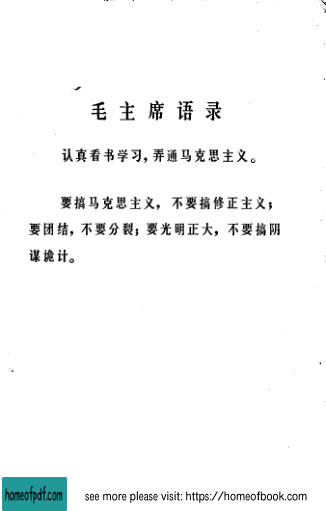 毛主席语录
认真看书学习，弄通马克思主义。
要搞马克思主义，不要搞修正主义；
要团结，不要分裂；要光明正大，不要搞阴
谋诡计。
homeofpdf.com
see more please visit: https://homeofbook.com